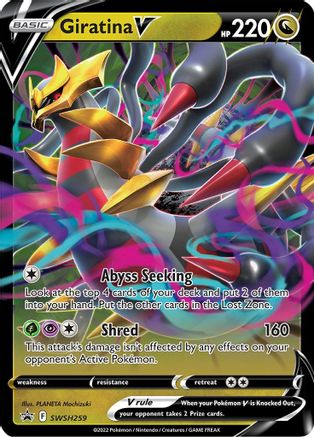 BASIC Giratina V HP 220
Abyss Seeking
Look at the top 4 cards of your deck and put 2 of them
into your hand. Put the other cards in the Lost Zone.
Shred 160
This attack's damage isn't affected by any effects on your
opponent's Active Pokémon.
weakness resistance retreat
Illus. PLANETA Mochizuki
V rule When your Pokémon V is Knocked Out,
your opponent takes 2 Prize cards.
PROMO F SWSH259
©2022 Pokémon / Nintendo / Creatures / GAME FREAK